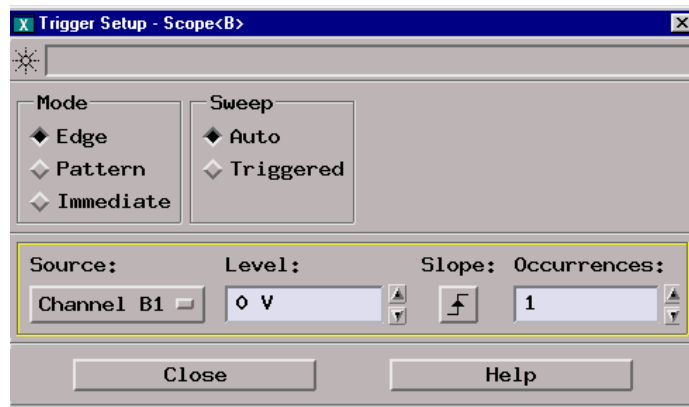 X Trigger Setup - Scope<B>
Mode
Sweep
Edge
Auto
Pattern
Triggered
Immediate
Source:
Level:
Slope:
Occurrences:
Channel B1
0 V
1
Close
Help